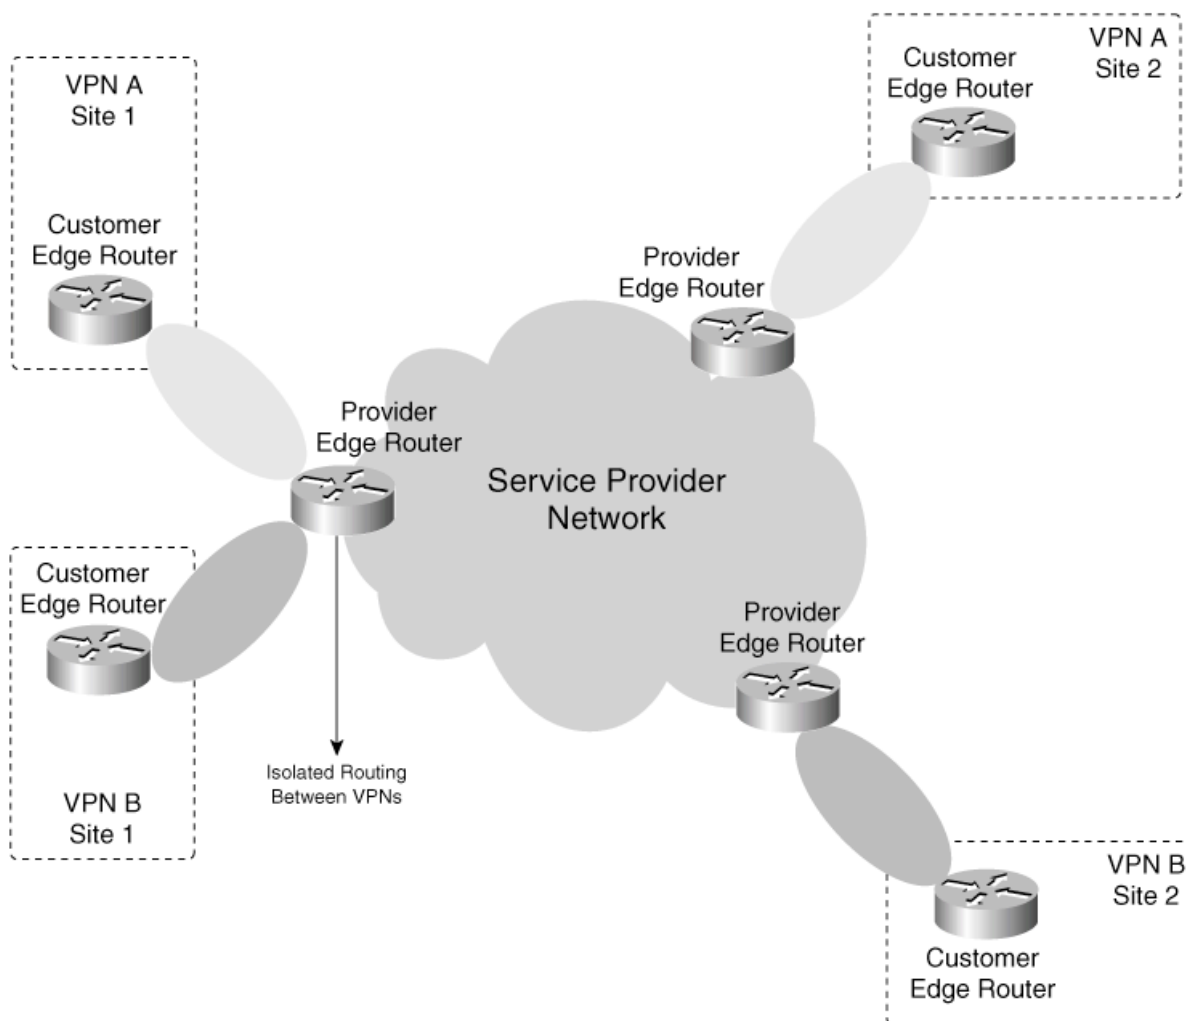 VPN A
Site 1
Customer
Edge Router
Customer
Edge Router
VPN A
Site 2
Provider
Edge Router
Provider
Edge Router
Service Provider
Network
Customer
Edge Router
VPN B
Site 1
Isolated Routing
Between VPNs
Provider
Edge Router
VPN B
Site 2
Customer
Edge Router